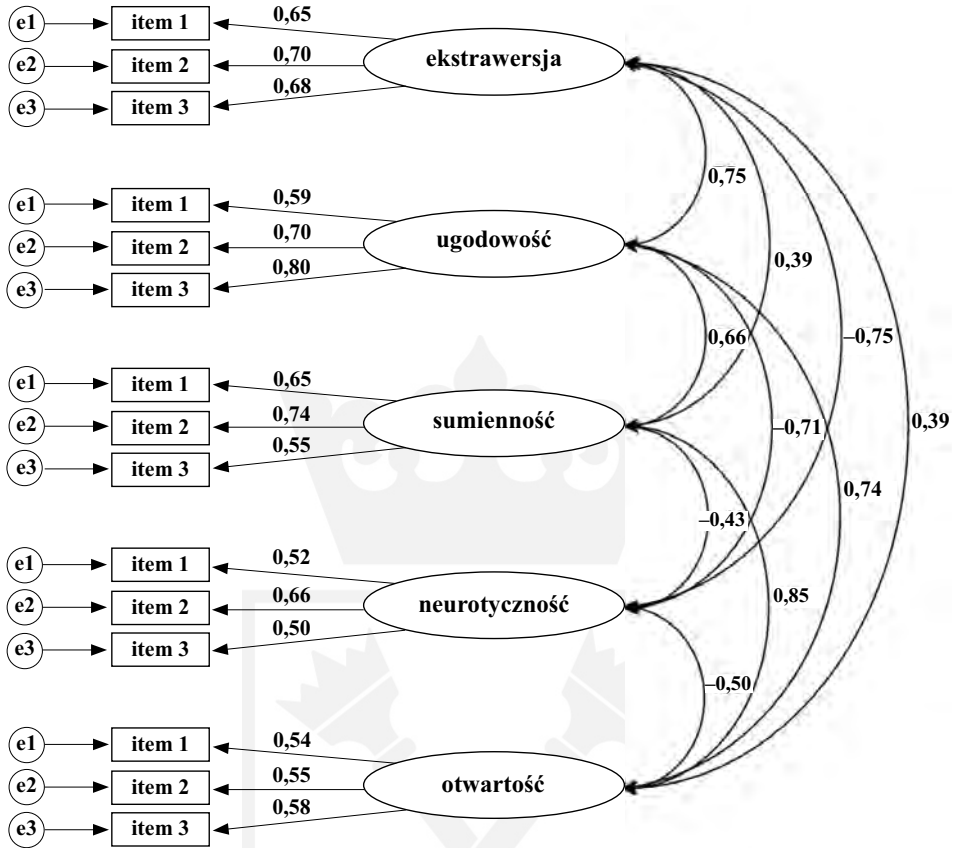 e1 item 1 0,65
e2 item 2 0,70 ekstrawersja
e3 item 3 0,68
0,75
e1 item 1 0,59
e2 item 2 0,70 ugodowość
e3 item 3 0,80
0,39
0,66
–0,75
e1 item 1 0,65
e2 item 2 0,74 sumienność
e3 item 3 0,55
–0,71
0,39
0,74
–0,43
e1 item 1 0,52
e2 item 2 0,66 neurotyczność
e3 item 3 0,50
0,85
–0,50
e1 item 1 0,54
e2 item 2 0,55 otwartość
e3 item 3 0,58